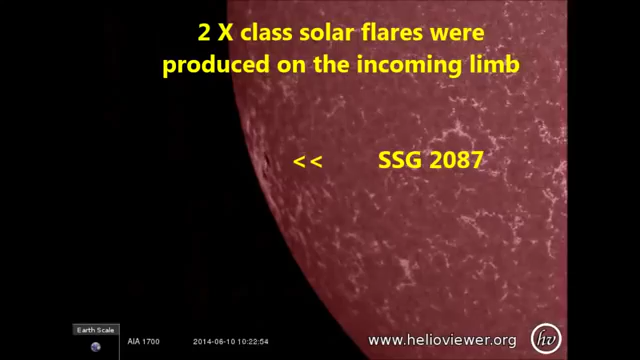 2 X class solar flares were
produced on the incoming limb
<< SSG 2087
Earth Scale
AIA 1700
2014-06-10 10:22:54
www.helioviewer.org
hv